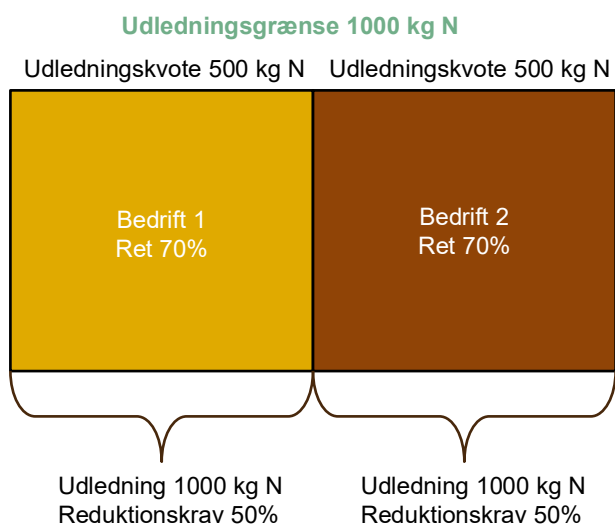 Udledningsgrænse 1000 kg N
Udledningskvote 500 kg N
Udledningskvote 500 kg N
Bedrift 1
Ret 70%
Bedrift 2
Ret 70%
Udledning 1000 kg N
Reduktionskrav 50%
Udledning 1000 kg N
Reduktionskrav 50%